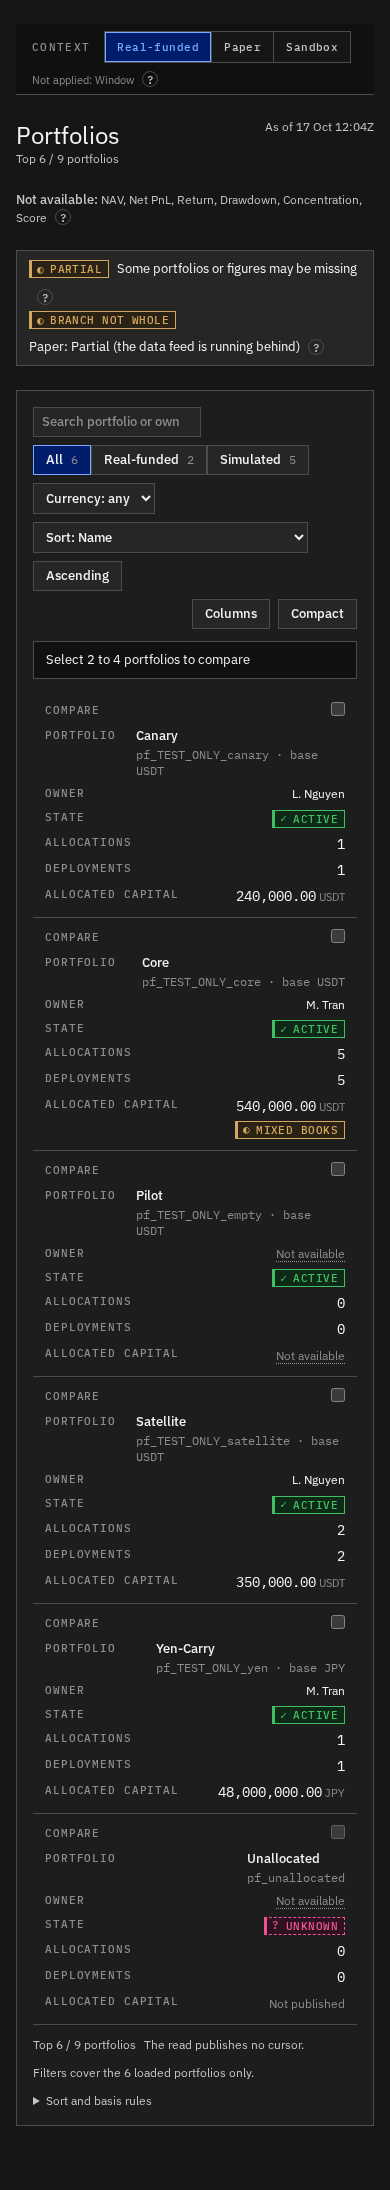 CONTEXT Real-funded Paper Sandbox
Not applied: Window ?
Portfolios As of 17 Oct 12:04Z
Top 6 / 9 portfolios
Not available: NAV, Net PnL, Return, Drawdown, Concentration,
Score ?
◐ PARTIAL Some portfolios or figures may be missing
?
◐ BRANCH NOT WHOLE
Paper: Partial (the data feed is running behind) ?
Search portfolio or own
All 6 Real-funded 2 Simulated 5
Currency: any
Sort: Name
Ascending
Columns Compact
Select 2 to 4 portfolios to compare
COMPARE
PORTFOLIO Canary
pf_TEST_ONLY_canary · base
USDT
OWNER L. Nguyen
STATE ✓ ACTIVE
ALLOCATIONS 1
DEPLOYMENTS 1
ALLOCATED CAPITAL 240,000.00 USDT
COMPARE
PORTFOLIO Core
pf_TEST_ONLY_core · base USDT
OWNER M. Tran
STATE ✓ ACTIVE
ALLOCATIONS 5
DEPLOYMENTS 5
ALLOCATED CAPITAL 540,000.00 USDT
◐ MIXED BOOKS
COMPARE
PORTFOLIO Pilot
pf_TEST_ONLY_empty · base
USDT
OWNER Not available
STATE ✓ ACTIVE
ALLOCATIONS 0
DEPLOYMENTS 0
ALLOCATED CAPITAL Not available
COMPARE
PORTFOLIO Satellite
pf_TEST_ONLY_satellite · base
USDT
OWNER L. Nguyen
STATE ✓ ACTIVE
ALLOCATIONS 2
DEPLOYMENTS 2
ALLOCATED CAPITAL 350,000.00 USDT
COMPARE
PORTFOLIO Yen-Carry
pf_TEST_ONLY_yen · base JPY
OWNER M. Tran
STATE ✓ ACTIVE
ALLOCATIONS 1
DEPLOYMENTS 1
ALLOCATED CAPITAL 48,000,000.00 JPY
COMPARE
PORTFOLIO Unallocated
pf_unallocated
OWNER Not available
STATE ? UNKNOWN
ALLOCATIONS 0
DEPLOYMENTS 0
ALLOCATED CAPITAL Not published
Top 6 / 9 portfolios The read publishes no cursor.
Filters cover the 6 loaded portfolios only.
▶ Sort and basis rules